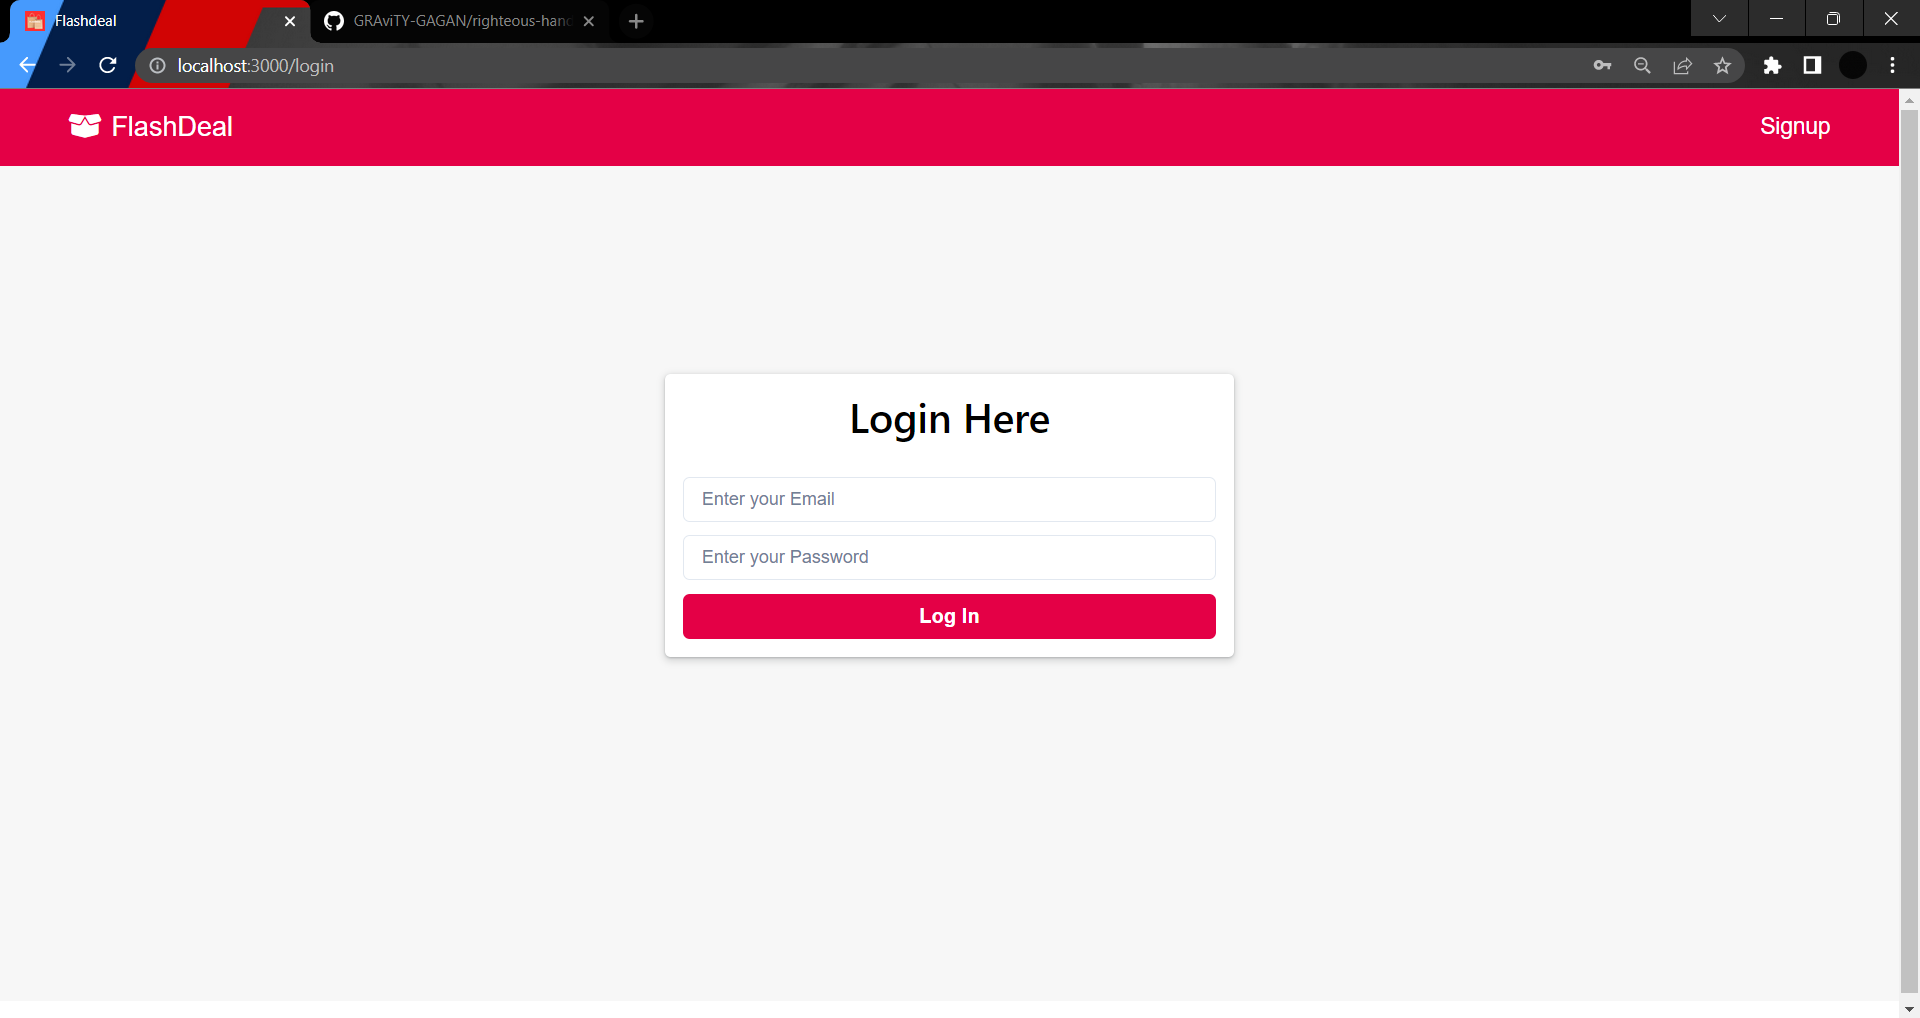 Flashdeal
GRAviTY-GAGAN/righteous-hand
localhost:3000/login
FlashDeal
Signup
Login Here
Enter your Email
Enter your Password
Log In